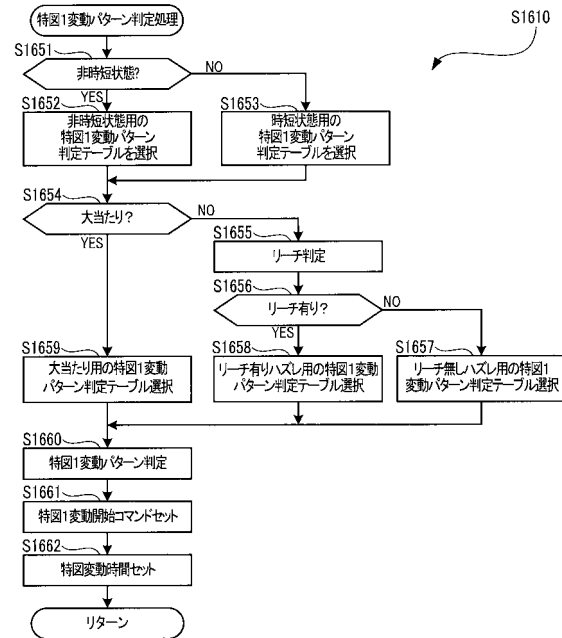 特図1変動パターン判定処理
S1610
S1651
非時短状態?
NO
YES
S1652
非時短状態用の
特図1変動パターン
判定テーブルを選択
S1653
時短状態用の
特図1変動パターン
判定テーブルを選択
S1654
大当たり?
NO
YES
S1655
リーチ判定
S1656
リーチ有り?
NO
YES
S1659
大当たり用の特図1変動
パターン判定テーブル選択
S1658
リーチ有りハズレ用の特図1変動
パターン判定テーブル選択
S1657
リーチ無しハズレ用の特図1
変動パターン判定テーブル選択
S1660
特図1変動パターン判定
S1661
特図1変動開始コマンドセット
S1662
特図変動時間セット
リターン